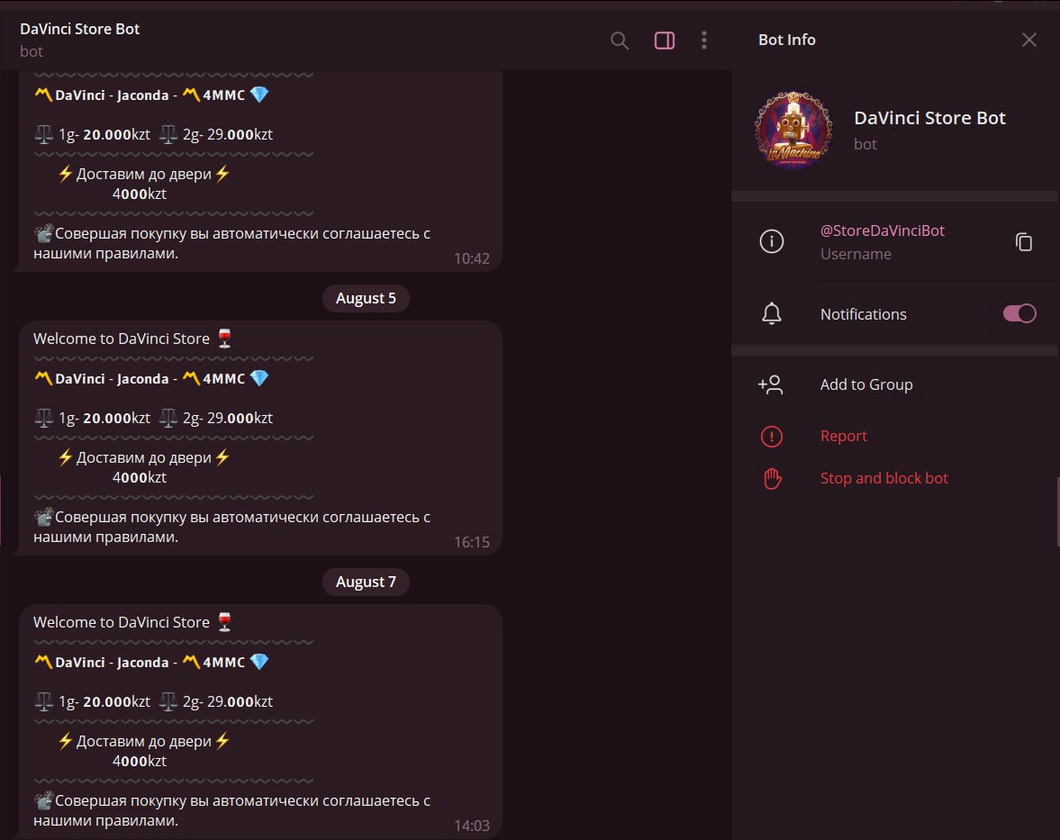 DaVinci Store Bot
bot
DaVinci - Jaconda - 4MMC
1g- 20.000kzt 2g- 29.000kzt
Доставим до двери
4000kzt
Совершая покупку вы автоматически соглашаетесь с
нашими правилами.
10:42
August 5
Welcome to DaVinci Store
DaVinci - Jaconda - 4MMC
1g- 20.000kzt 2g- 29.000kzt
Доставим до двери
4000kzt
Совершая покупку вы автоматически соглашаетесь с
нашими правилами.
16:15
August 7
Welcome to DaVinci Store
DaVinci - Jaconda - 4MMC
1g- 20.000kzt 2g- 29.000kzt
Доставим до двери
4000kzt
Совершая покупку вы автоматически соглашаетесь с
нашими правилами.
14:03
Bot Info
LaMachine
DaVinci Store Bot
bot
@StoreDaVinciBot
Username
Notifications
Add to Group
Report
Stop and block bot